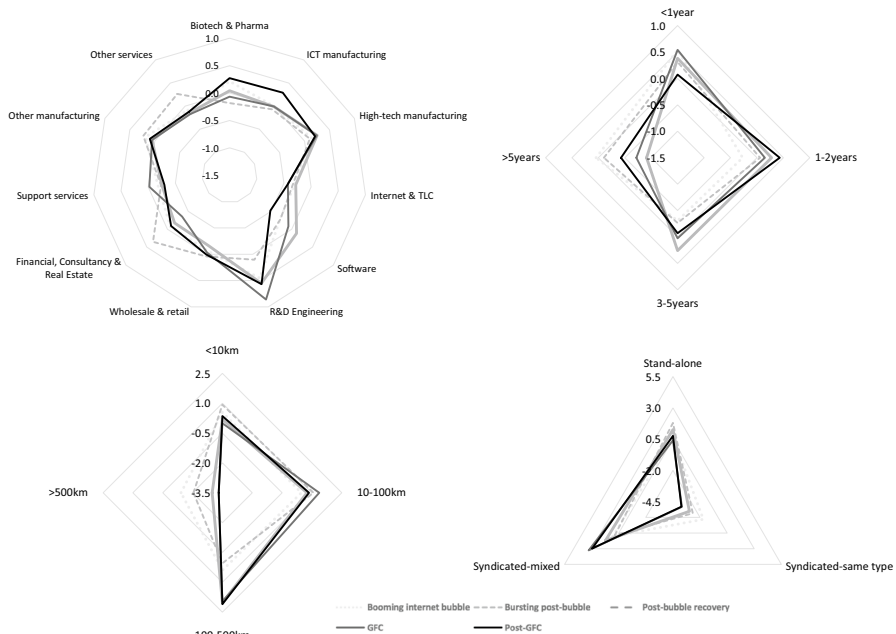 Biotech & Pharma
1.0
0.5
0.0
-0.5
-1.0
-1.5
ICT manufacturing
High-tech manufacturing
Internet & TLC
Software
R&D Engineering
Wholesale & retail
Financial, Consultancy &
Real Estate
Support services
Other manufacturing
Other services
<1year
1.0
0.5
0.0
-0.5
-1.0
-1.5
1-2years
3-5years
>5years
<10km
2.5
1.0
-0.5
-2.0
-3.5
10-100km
100-500km
>500km
Stand-alone
5.5
3.0
0.5
-2.0
-4.5
Syndicated-mixed
Syndicated-same type
Booming internet bubble
Bursting post-bubble
Post-bubble recovery
GFC
Post-GFC